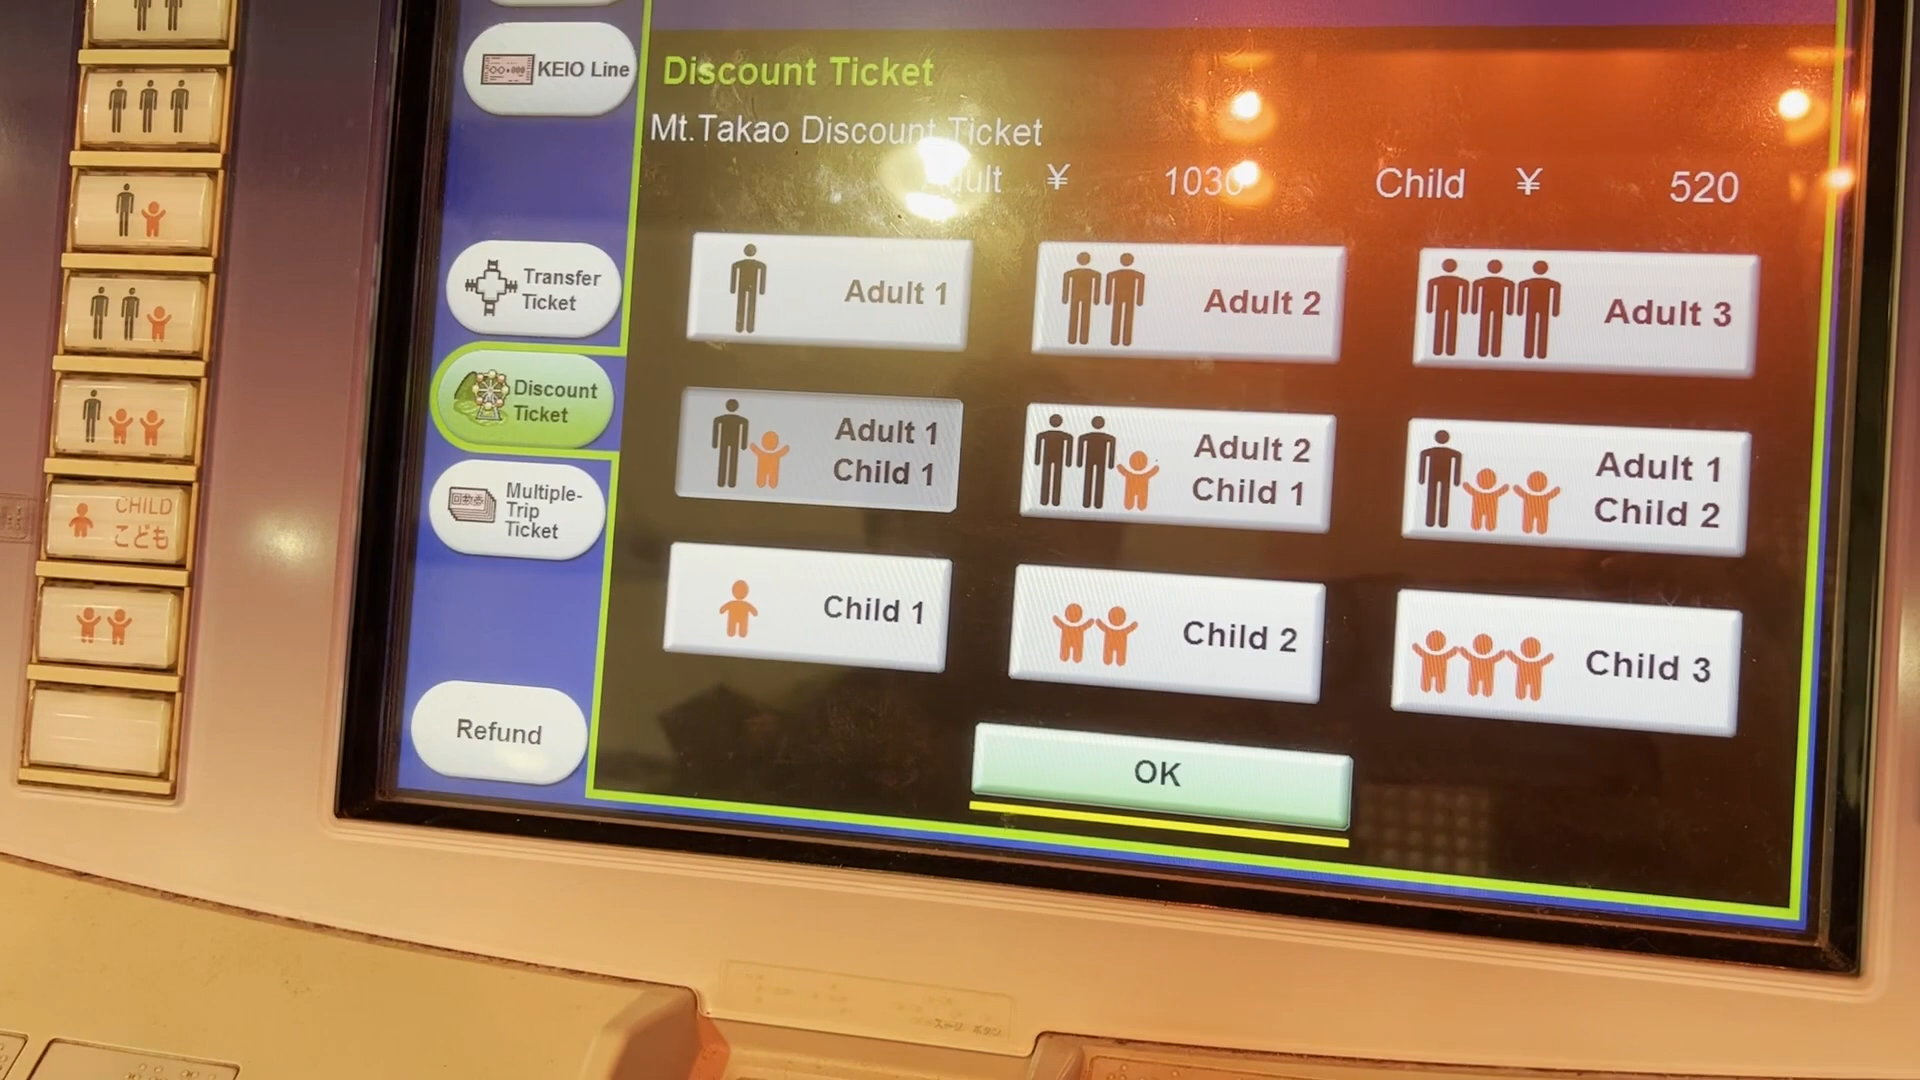 KEIO Line
Discount Ticket
Mt.Takao Discount Ticket
Adult ¥ 1030 Child ¥ 520
Transfer
Ticket
Discount
Ticket
Multiple-
Trip
Ticket
Refund
Adult 1
Adult 2
Adult 3
Adult 1
Child 1
Adult 2
Child 1
Adult 1
Child 2
Child 1
Child 2
Child 3
OK
CHILD
こども